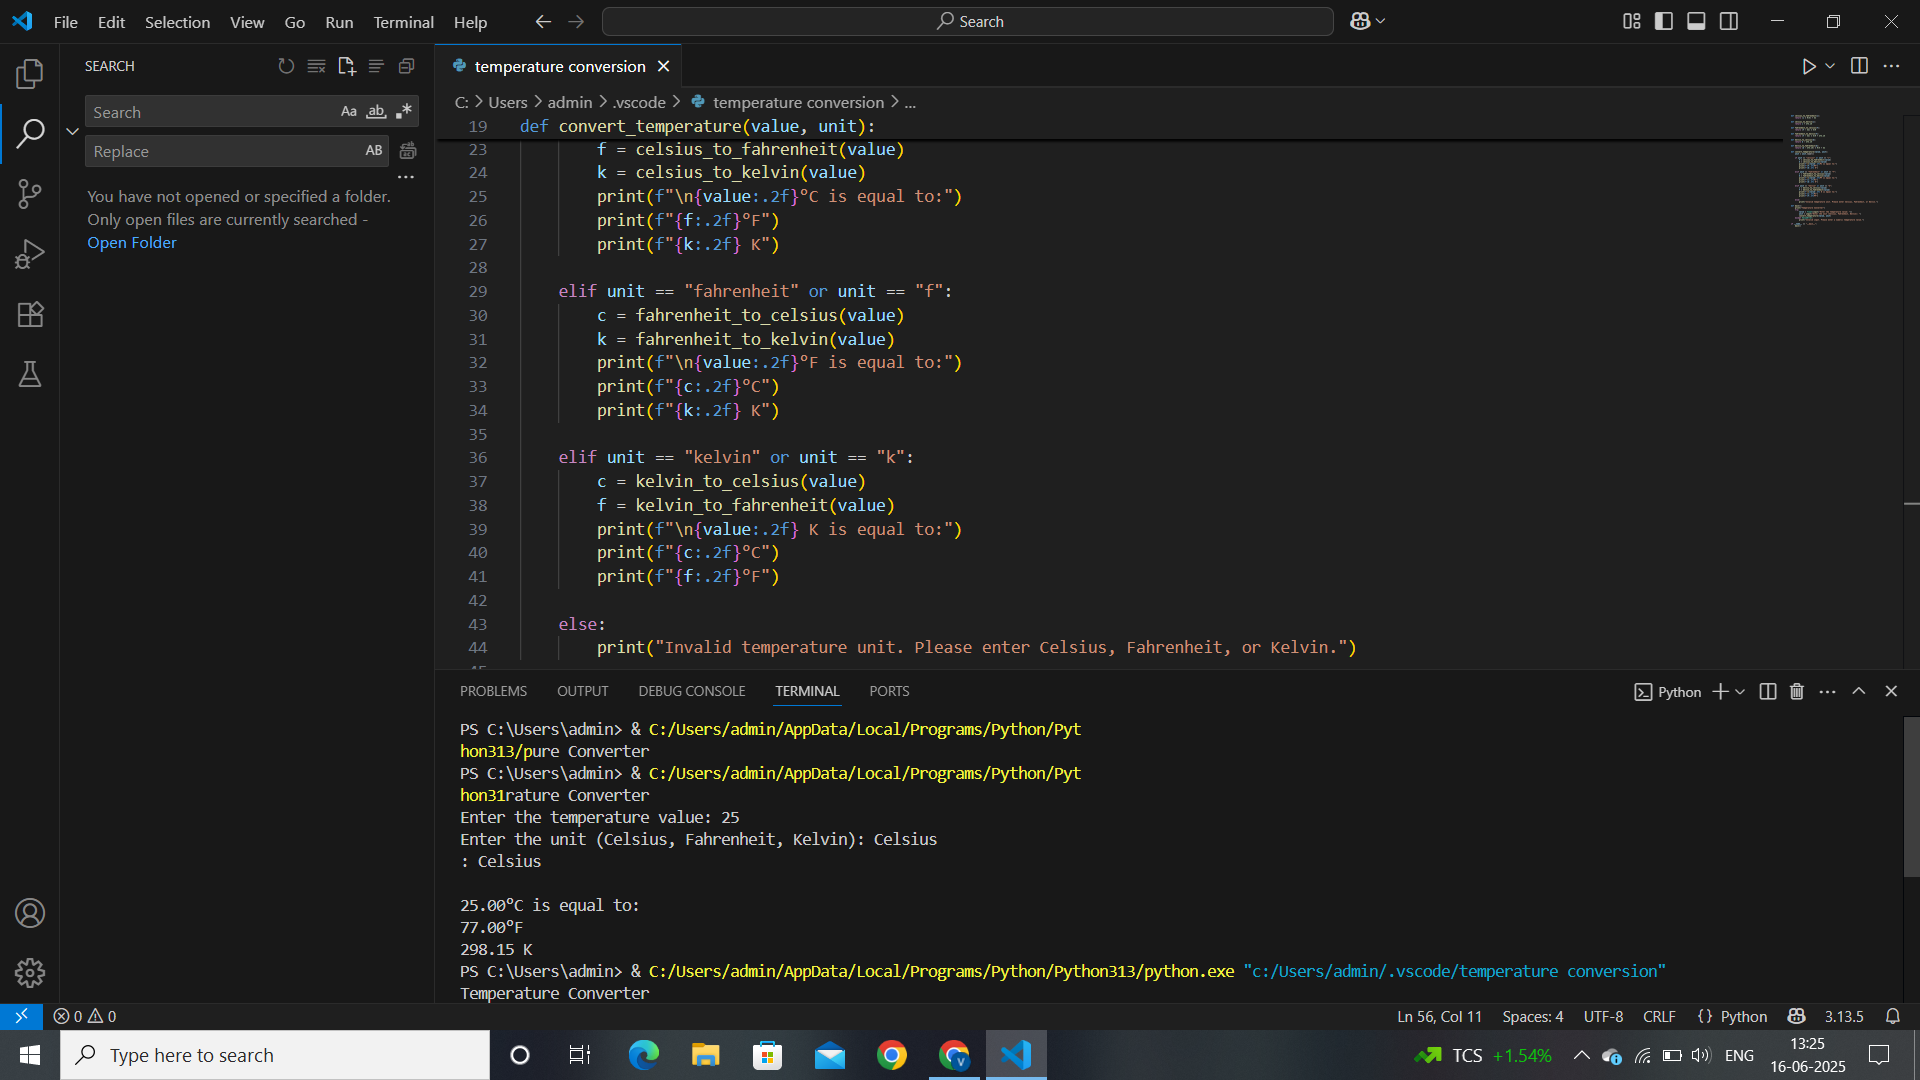 File Edit Selection View Go Run Terminal Help
Search
SEARCH
Search
Aa ab .*
Replace
AB
You have not opened or specified a folder.
Only open files are currently searched -
Open Folder
temperature conversion
C: > Users > admin > .vscode > temperature conversion > ...
19 def convert_temperature(value, unit):
23 f = celsius_to_fahrenheit(value)
24 k = celsius_to_kelvin(value)
25 print(f"\n{value:.2f}°C is equal to:")
26 print(f"{f:.2f}°F")
27 print(f"{k:.2f} K")
28
29 elif unit == "fahrenheit" or unit == "f":
30 c = fahrenheit_to_celsius(value)
31 k = fahrenheit_to_kelvin(value)
32 print(f"\n{value:.2f}°F is equal to:")
33 print(f"{c:.2f}°C")
34 print(f"{k:.2f} K")
35
36 elif unit == "kelvin" or unit == "k":
37 c = kelvin_to_celsius(value)
38 f = kelvin_to_fahrenheit(value)
39 print(f"\n{value:.2f} K is equal to:")
40 print(f"{c:.2f}°C")
41 print(f"{f:.2f}°F")
42
43 else:
44 print("Invalid temperature unit. Please enter Celsius, Fahrenheit, or Kelvin.")
PROBLEMS OUTPUT DEBUG CONSOLE TERMINAL PORTS
Python
PS C:\Users\admin> & C:/Users/admin/AppData/Local/Programs/Python/Pyt
hon313/pure Converter
PS C:\Users\admin> & C:/Users/admin/AppData/Local/Programs/Python/Pyt
hon31rature Converter
Enter the temperature value: 25
Enter the unit (Celsius, Fahrenheit, Kelvin): Celsius
: Celsius
25.00°C is equal to:
77.00°F
298.15 K
PS C:\Users\admin> & C:/Users/admin/AppData/Local/Programs/Python/Python313/python.exe "c:/Users/admin/.vscode/temperature conversion"
Temperature Converter
0 0
Ln 56, Col 11 Spaces: 4 UTF-8 CRLF {} Python 3.13.5
Type here to search
TCS +1.54%
ENG
13:25
16-06-2025